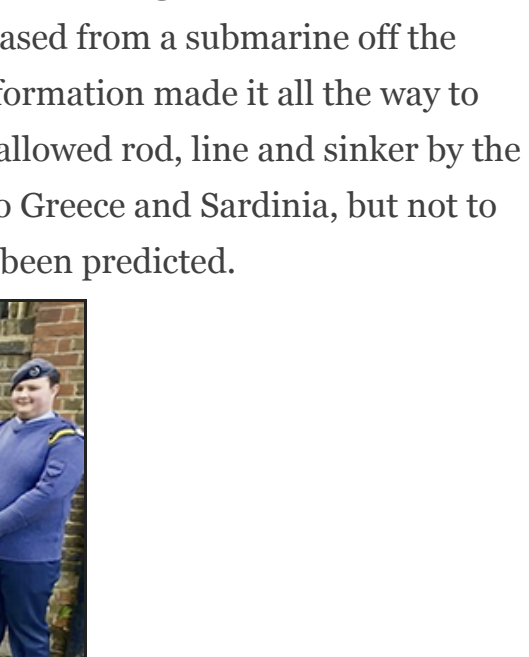 ased from a submarine off the
formation made it all the way to
allowed rod, line and sinker by the
o Greece and Sardinia, but not to
been predicted.